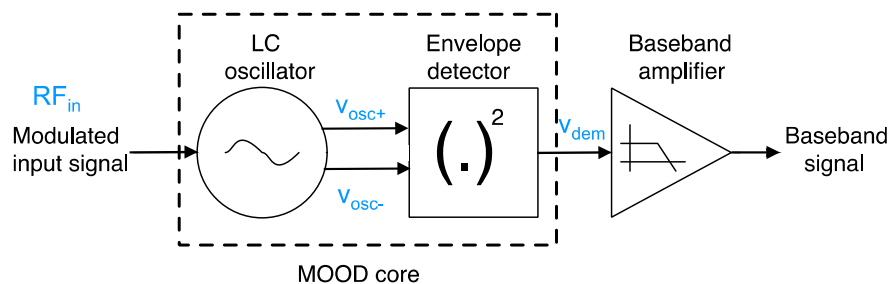 LC
oscillator
Envelope
detector
Baseband
amplifier
RFin
Modulated
input signal
vosc+
vosc-
(.)2
vdem
Baseband
signal
MOOD core